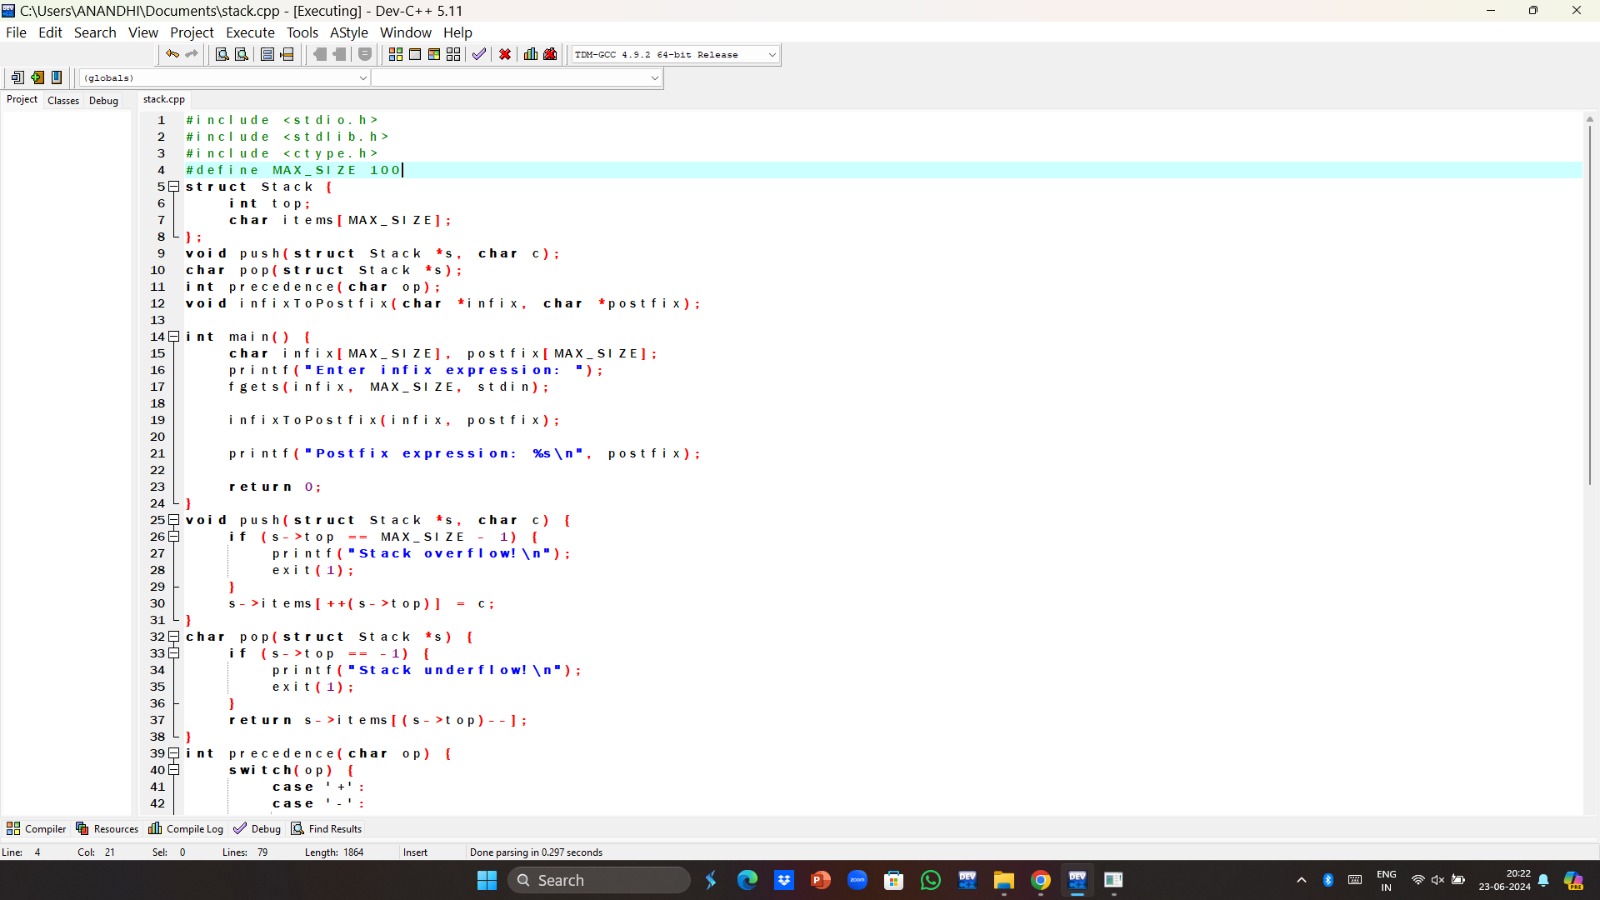 C:\Users\ANANDHI\Documents\stack.cpp - [Executing] - Dev-C++ 5.11
File Edit Search View Project Execute Tools AStyle Window Help
TDM-GCC 4.9.2 64-bit Release
(globals)
Project Classes Debug
stack.cpp
1 #include <stdio.h>
2 #include <stdlib.h>
3 #include <ctype.h>
4 #define MAX_SIZE 100
5 struct Stack {
6 int top;
7 char items[MAX_SIZE];
8 };
9 void push(struct Stack *s, char c);
10 char pop(struct Stack *s);
11 int precedence(char op);
12 void infixToPostfix(char *infix, char *postfix);
13
14 int main() {
15 char infix[MAX_SIZE], postfix[MAX_SIZE];
16 printf("Enter infix expression: ");
17 fgets(infix, MAX_SIZE, stdin);
18
19 infixToPostfix(infix, postfix);
20
21 printf("Postfix expression: %s\n", postfix);
22
23 return 0;
24 }
25 void push(struct Stack *s, char c) {
26 if (s->top == MAX_SIZE - 1) {
27 printf("Stack overflow!\n");
28 exit(1);
29 }
30 s->items[++(s->top)] = c;
31 }
32 char pop(struct Stack *s) {
33 if (s->top == -1) {
34 printf("Stack underflow!\n");
35 exit(1);
36 }
37 return s->items[(s->top)--];
38 }
39 int precedence(char op) {
40 switch(op) {
41 case '+':
42 case '-':
Compiler Resources Compile Log Debug Find Results
Line: 4 Col: 21 Sel: 0 Lines: 79 Length: 1864 Insert Done parsing in 0.297 seconds
Search
ENG
IN
20:22
23-06-2024